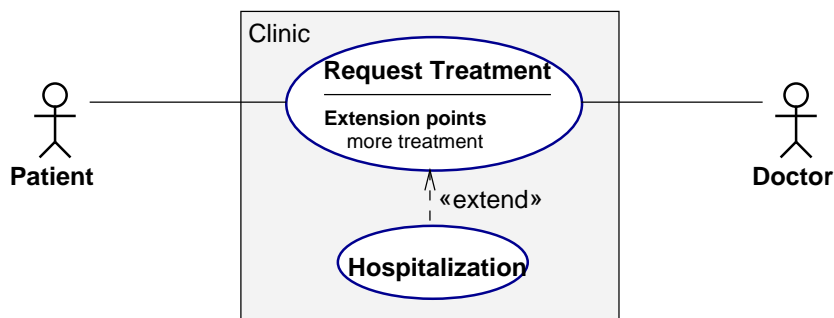 Clinic
Request Treatment
Extension points
more treatment
Patient
Doctor
«extend»
Hospitalization